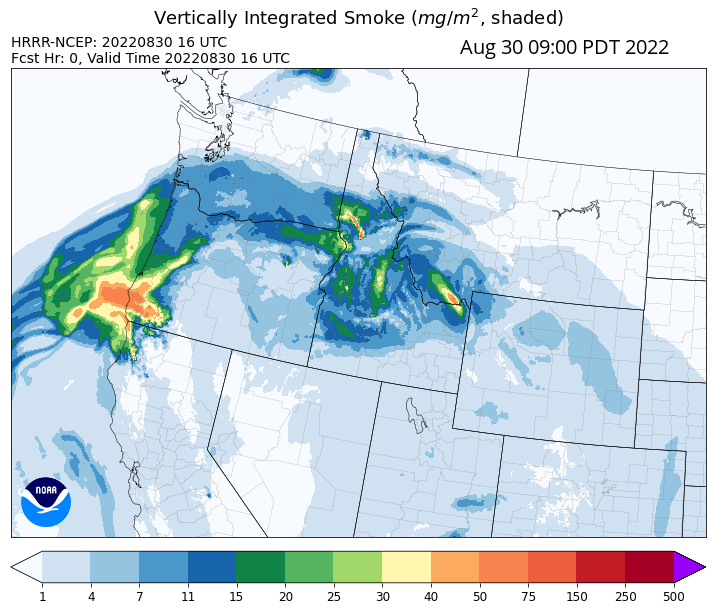 Vertically Integrated Smoke (mg/m², shaded)
HRRR-NCEP: 20220830 16 UTC
Fcst Hr: 0, Valid Time 20220830 16 UTC
Aug 30 09:00 PDT 2022
NOAA
1 4 7 11 15 20 25 30 40 50 75 150 250 500